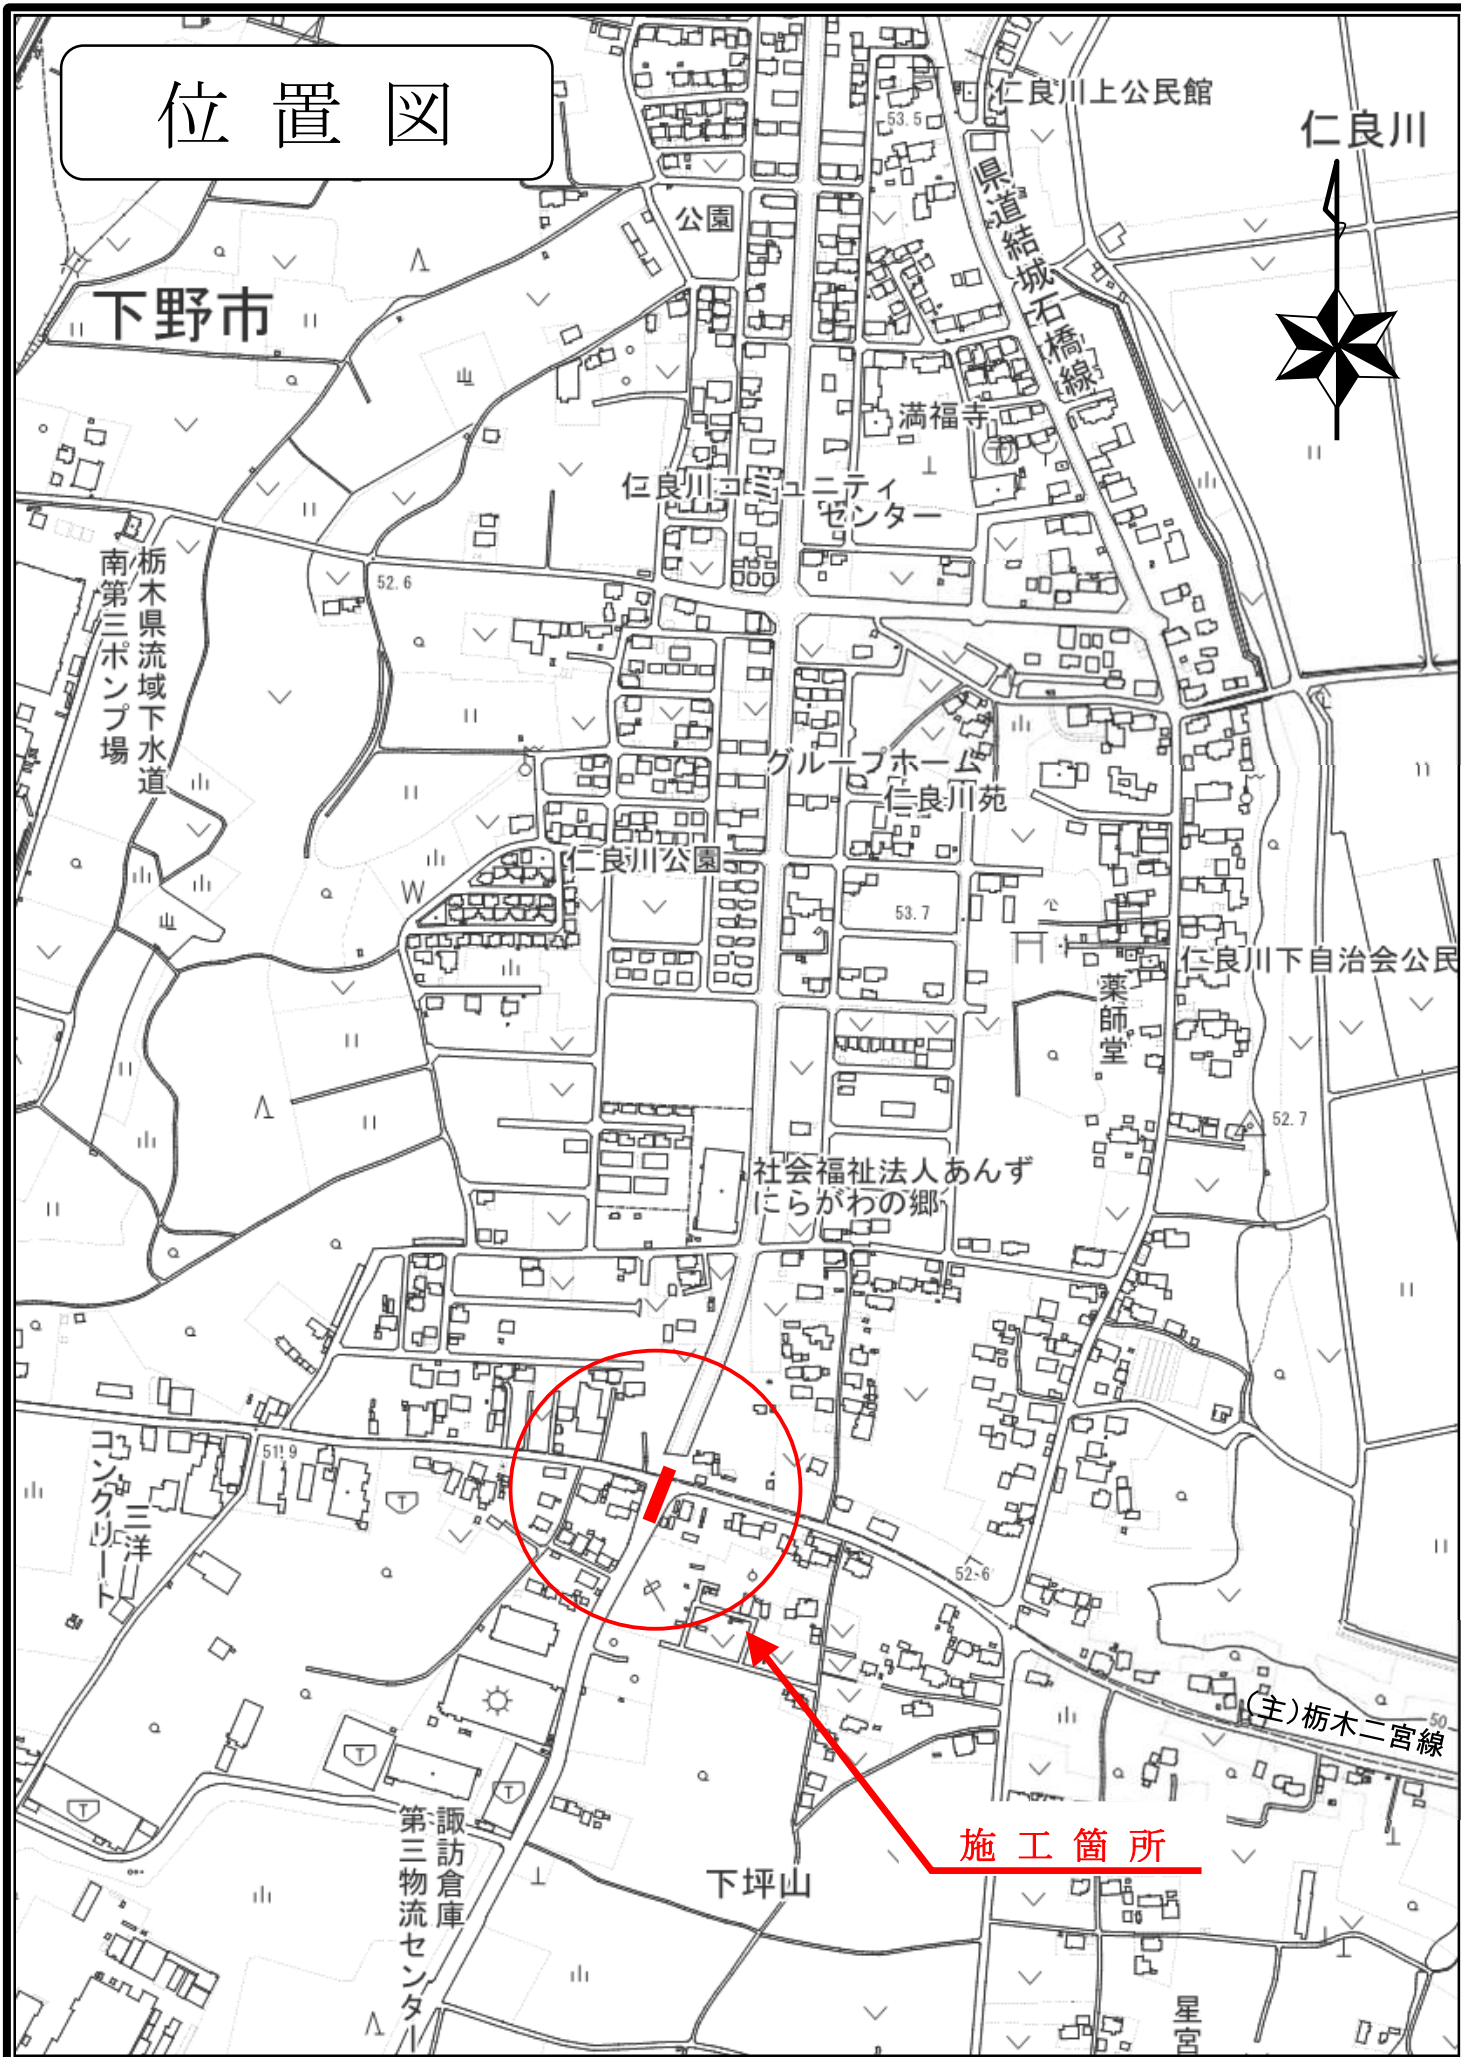 位置図
仁良川上公民館
53.5
仁良川
県道結城石橋線
公園
下野市
満福寺
仁良川コミュニティ
センター
栃木県流域下水道
南第三ポンプ場
52.6
グループホーム
仁良川苑
仁良川公園
53.7
仁良川下自治会公民
薬師堂
52.7
社会福祉法人あんず
にらがわの郷
51.9
三洋
コンクリート
52.6
(主)栃木二宮線
50
施工箇所
諏訪倉庫
第三物流センター
下坪山
星宮